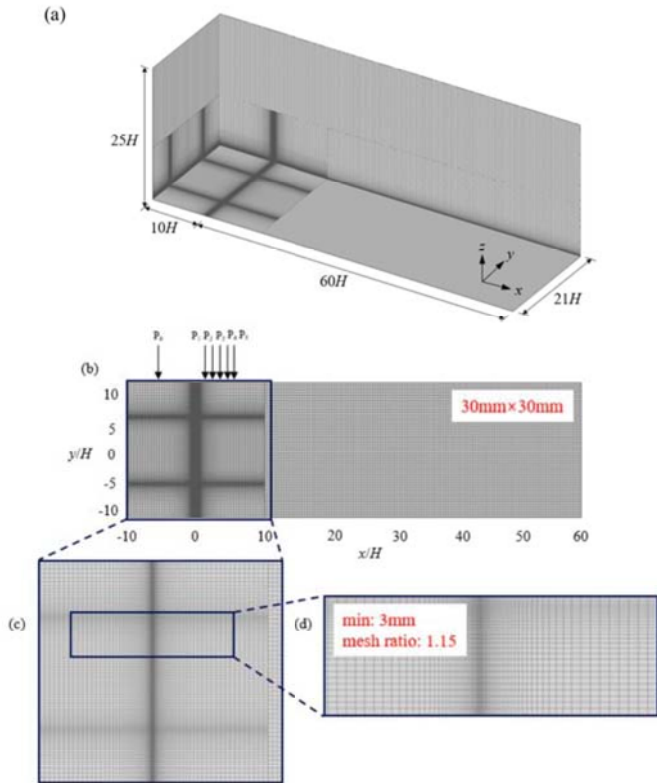 (a)
25H
10H
60H
21H
z
y
x
P₀ P₁ P₂ P₃ P₄ P₅
(b)
10
5
y/H 0
-5
-10
30mm×30mm
-10 0 10 20 30 40 50 60
x/H
(c)
(d)
min: 3mm
mesh ratio: 1.15